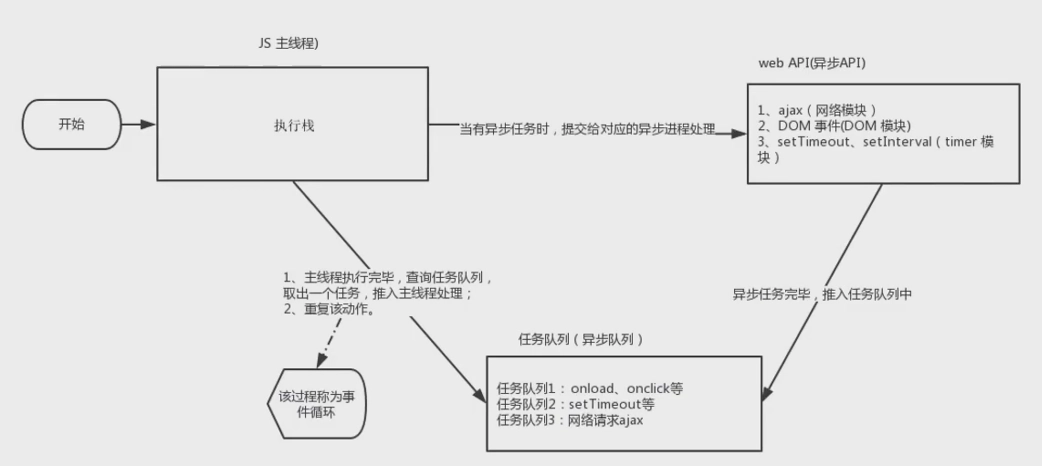 JS 主线程)
web API(异步API)
开始
执行栈
当有异步任务时，提交给对应的异步进程处理
1、ajax（网络模块）
2、DOM 事件(DOM 模块)
3、setTimeout、setInterval（timer 模
块）
1、主线程执行完毕，查询任务队列，
取出一个任务，推入主线程处理；
2、重复该动作。
异步任务完毕，推入任务队列中
任务队列（异步队列）
该过程称为事
件循环
任务队列1：onload、onclick等
任务队列2：setTimeout等
任务队列3：网络请求ajax